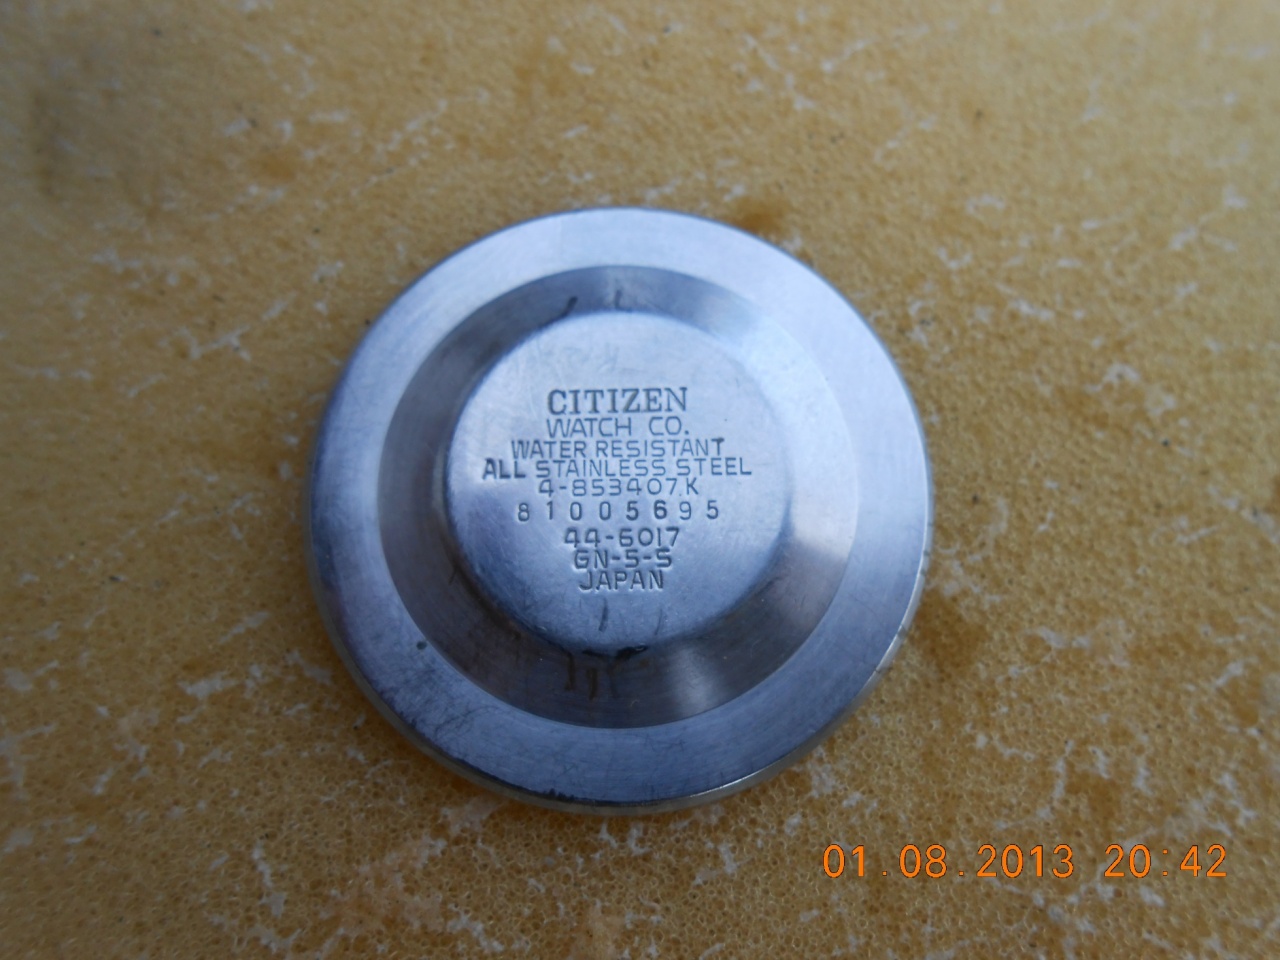 CITIZEN
WATCH CO.
WATER RESISTANT
ALL STAINLESS STEEL
4-853407.K
81005695
44-6017
GN-5-S
JAPAN
01.08.2013 20:42